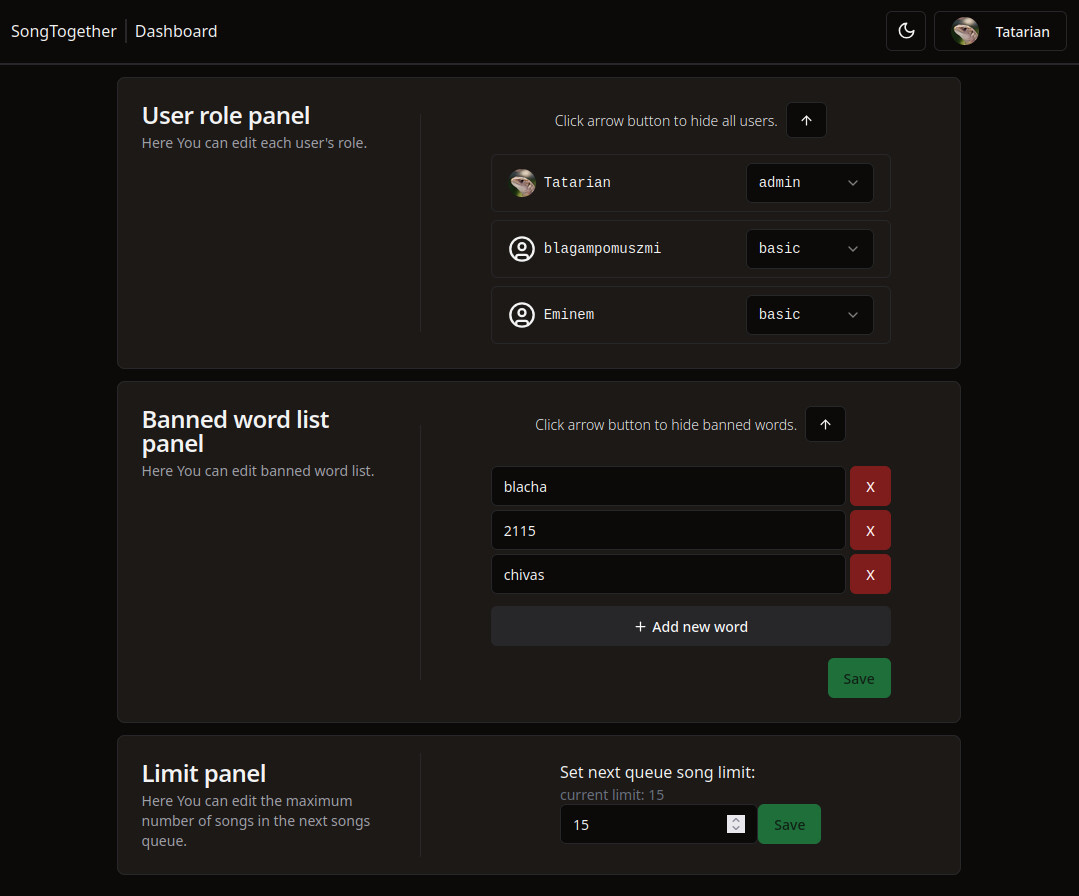 SongTogether Dashboard Tatarian
User role panel
Here You can edit each user's role.
Click arrow button to hide all users.
Tatarian admin
blagampomuszmi basic
Eminem basic
Banned word list
panel
Here You can edit banned word list.
Click arrow button to hide banned words.
blacha X
2115 X
chivas X
+ Add new word
Save
Limit panel
Here You can edit the maximum
number of songs in the next songs
queue.
Set next queue song limit:
current limit: 15
15 Save